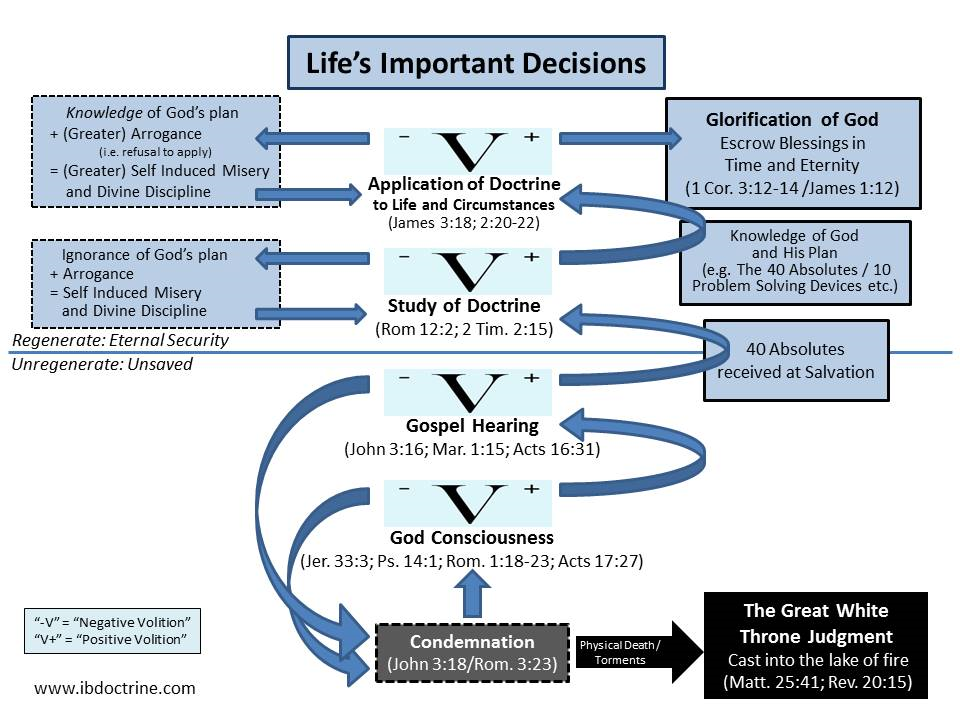 Life's Important Decisions
Knowledge of God's plan
+ (Greater) Arrogance
(i.e. refusal to apply)
= (Greater) Self Induced Misery
and Divine Discipline
– V +
Application of Doctrine
to Life and Circumstances
(James 3:18; 2:20-22)
Glorification of God
Escrow Blessings in
Time and Eternity
(1 Cor. 3:12-14 /James 1:12)
Ignorance of God's plan
+ Arrogance
= Self Induced Misery
and Divine Discipline
– V +
Study of Doctrine
(Rom 12:2; 2 Tim. 2:15)
Knowledge of God
and His Plan
(e.g. The 40 Absolutes / 10
Problem Solving Devices etc.)
Regenerate: Eternal Security
Unregenerate: Unsaved
40 Absolutes
received at Salvation
– V +
Gospel Hearing
(John 3:16; Mar. 1:15; Acts 16:31)
– V +
God Consciousness
(Jer. 33:3; Ps. 14:1; Rom. 1:18-23; Acts 17:27)
"-V" = "Negative Volition"
"V+" = "Positive Volition"
Condemnation
(John 3:18/Rom. 3:23)
Physical Death/
Torments
The Great White
Throne Judgment
Cast into the lake of fire
(Matt. 25:41; Rev. 20:15)
www.ibdoctrine.com